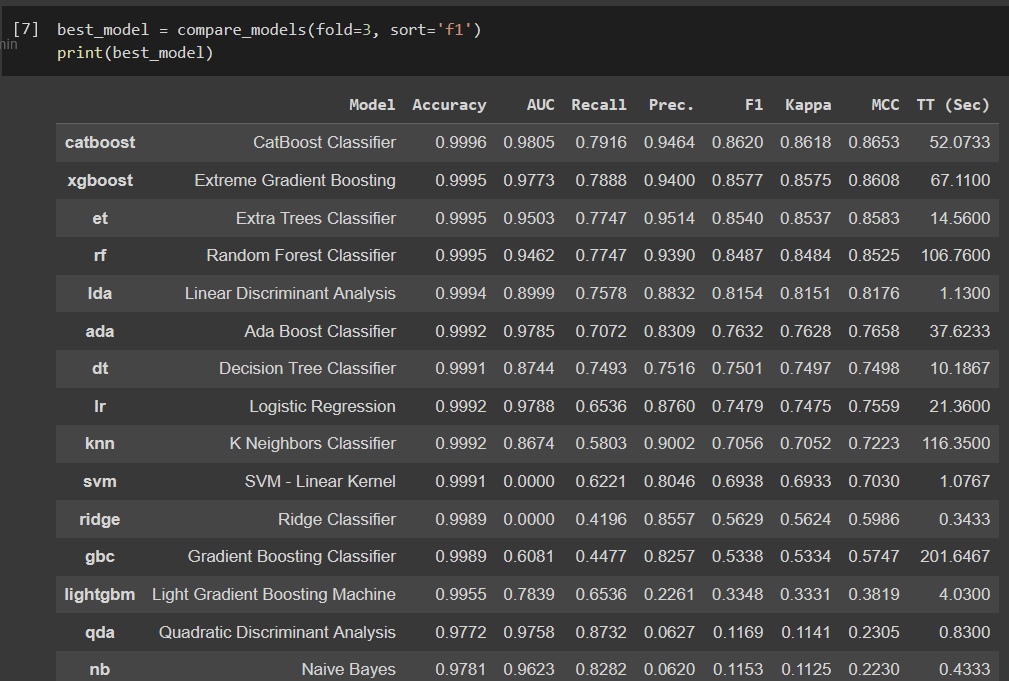 [7] best_model = compare_models(fold=3, sort='f1')
min
print(best_model)
Model Accuracy AUC Recall Prec. F1 Kappa MCC TT (Sec)
catboost CatBoost Classifier 0.9996 0.9805 0.7916 0.9464 0.8620 0.8618 0.8653 52.0733
xgboost Extreme Gradient Boosting 0.9995 0.9773 0.7888 0.9400 0.8577 0.8575 0.8608 67.1100
et Extra Trees Classifier 0.9995 0.9503 0.7747 0.9514 0.8540 0.8537 0.8583 14.5600
rf Random Forest Classifier 0.9995 0.9462 0.7747 0.9390 0.8487 0.8484 0.8525 106.7600
lda Linear Discriminant Analysis 0.9994 0.8999 0.7578 0.8832 0.8154 0.8151 0.8176 1.1300
ada Ada Boost Classifier 0.9992 0.9785 0.7072 0.8309 0.7632 0.7628 0.7658 37.6233
dt Decision Tree Classifier 0.9991 0.8744 0.7493 0.7516 0.7501 0.7497 0.7498 10.1867
lr Logistic Regression 0.9992 0.9788 0.6536 0.8760 0.7479 0.7475 0.7559 21.3600
knn K Neighbors Classifier 0.9992 0.8674 0.5803 0.9002 0.7056 0.7052 0.7223 116.3500
svm SVM - Linear Kernel 0.9991 0.0000 0.6221 0.8046 0.6938 0.6933 0.7030 1.0767
ridge Ridge Classifier 0.9989 0.0000 0.4196 0.8557 0.5629 0.5624 0.5986 0.3433
gbc Gradient Boosting Classifier 0.9989 0.6081 0.4477 0.8257 0.5338 0.5334 0.5747 201.6467
lightgbm Light Gradient Boosting Machine 0.9955 0.7839 0.6536 0.2261 0.3348 0.3331 0.3819 4.0300
qda Quadratic Discriminant Analysis 0.9772 0.9758 0.8732 0.0627 0.1169 0.1141 0.2305 0.8300
nb Naive Bayes 0.9781 0.9623 0.8282 0.0620 0.1153 0.1125 0.2230 0.4333